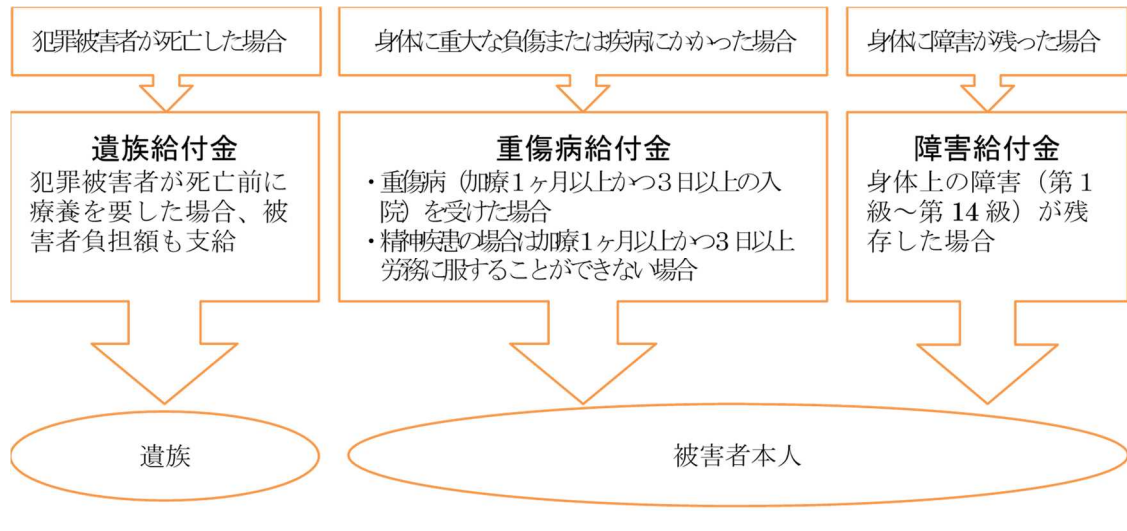 犯罪被害者が死亡した場合
遺族給付金
犯罪被害者が死亡前に
療養を要した場合、被
害者負担額も支給
遺族
身体に重大な負傷または疾病にかかった場合
重傷病給付金
・重傷病（加療１ヶ月以上かつ３日以上の入
院）を受けた場合
・精神疾患の場合は加療１ヶ月以上かつ３日以上
労務に服することができない場合
身体に障害が残った場合
障害給付金
身体上の障害（第１
級～第 14 級）が残
存した場合
被害者本人